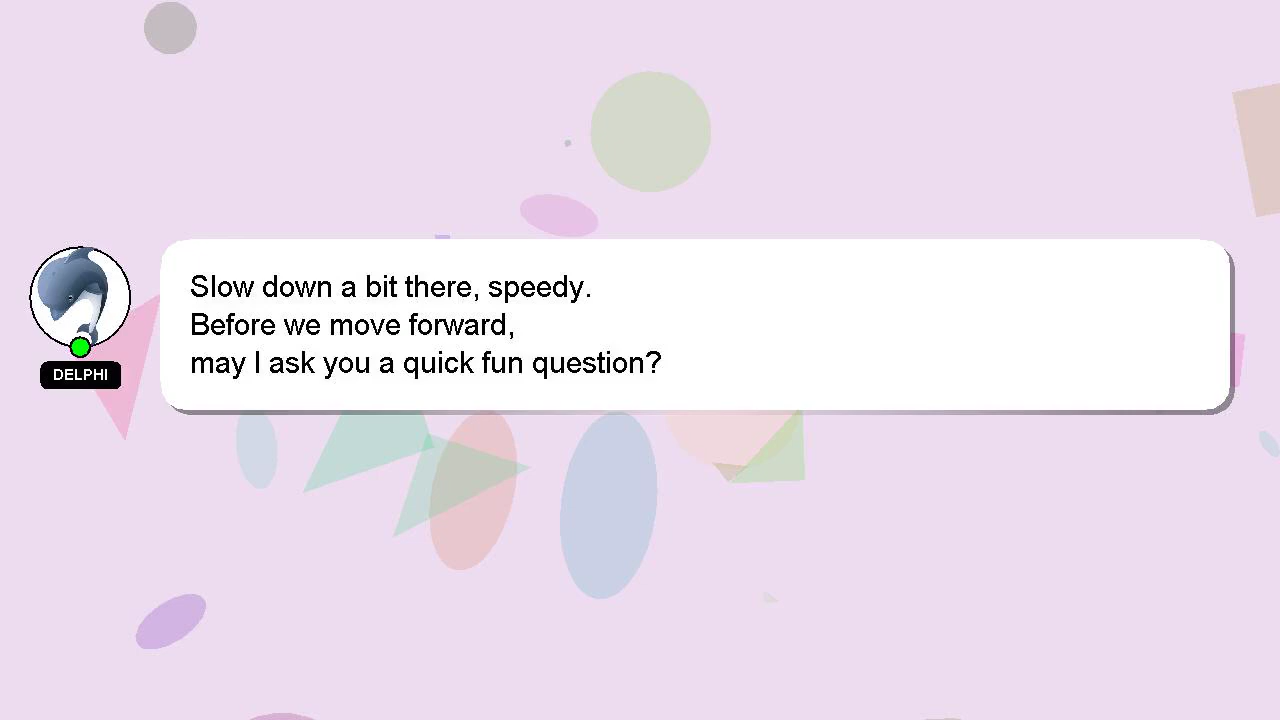 Slow down a bit there, speedy.
Before we move forward,
may I ask you a quick fun question?
DELPHI